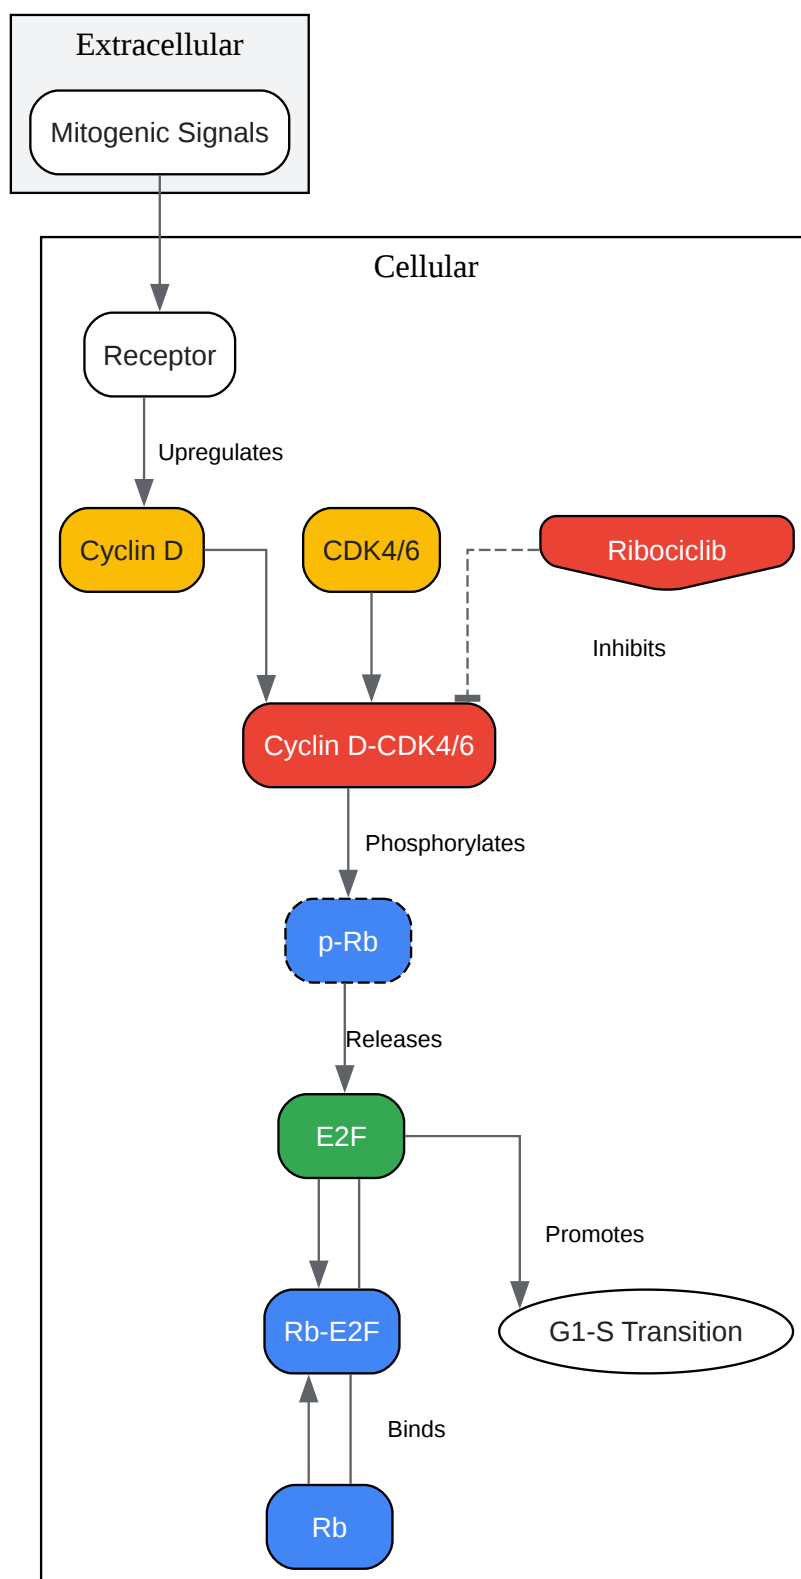 Extracellular
Mitogenic Signals
Cellular
Receptor
Upregulates
Cyclin D
CDK4/6
Ribociclib
Inhibits
Cyclin D-CDK4/6
Phosphorylates
p-Rb
Releases
E2F
Promotes
Rb-E2F
G1-S Transition
Binds
Rb